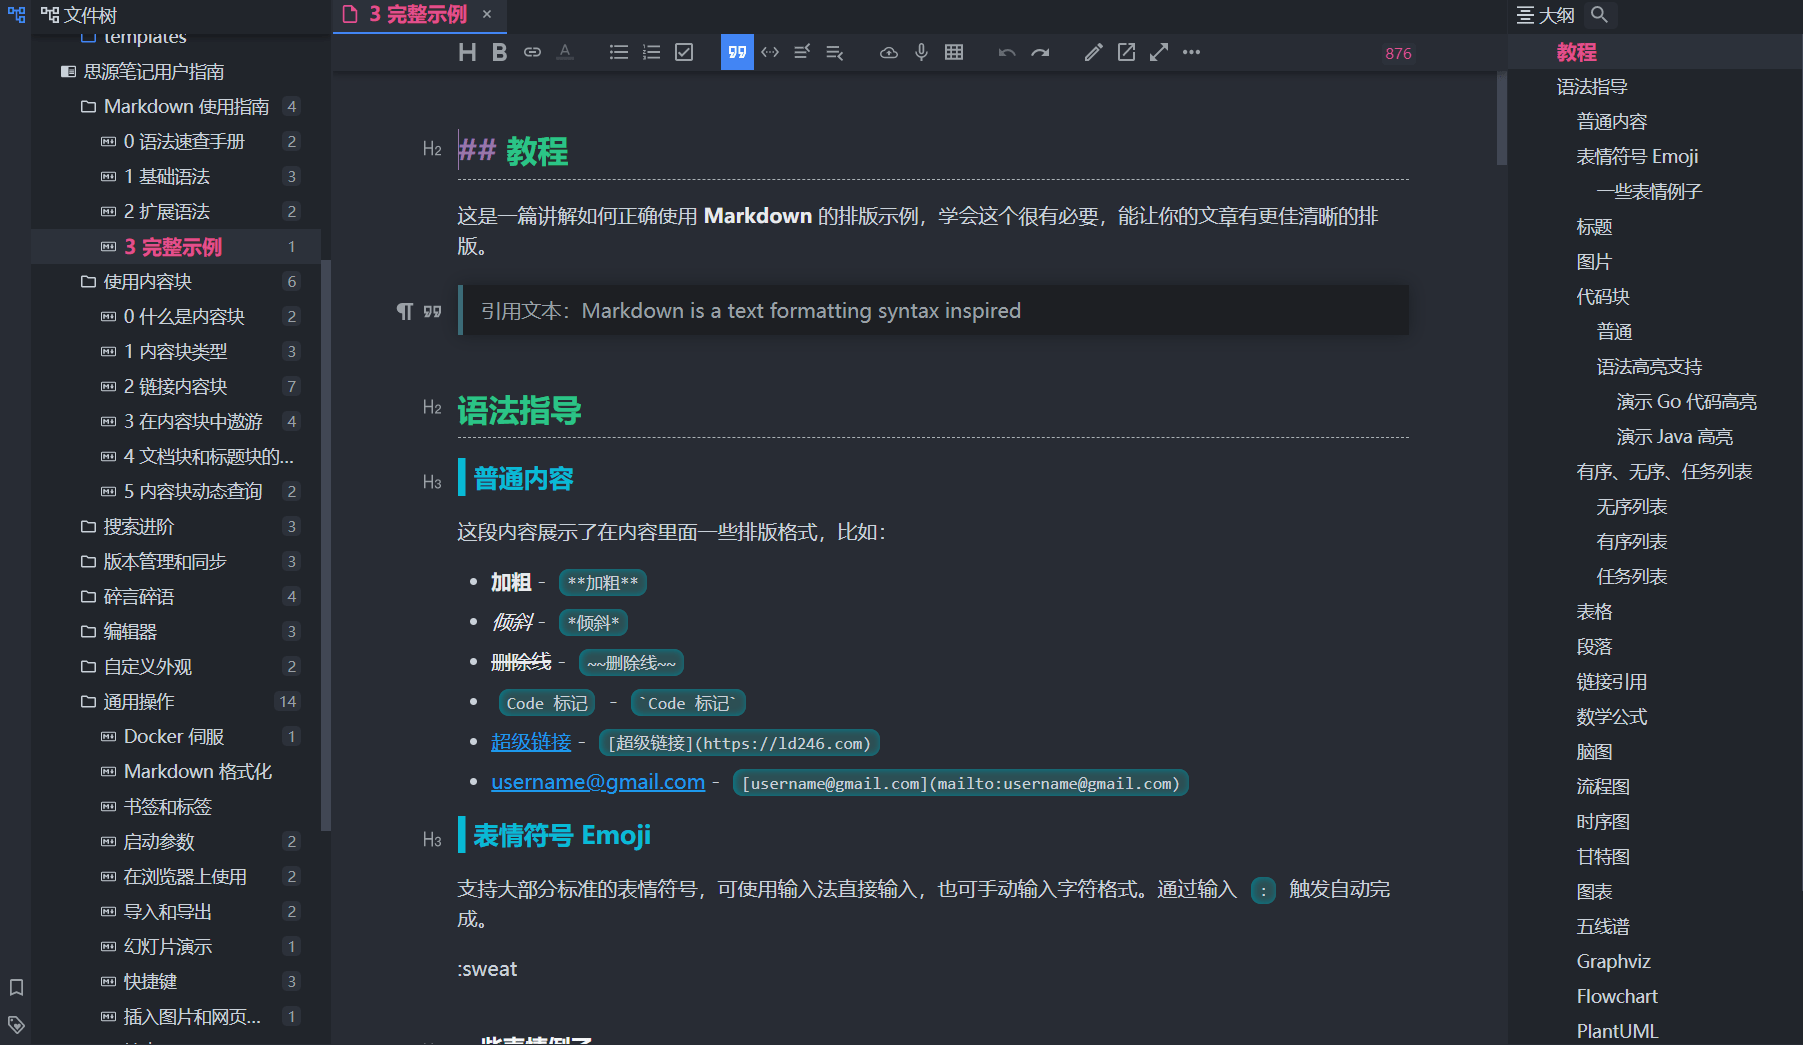 文件树
templates
思源笔记用户指南
Markdown 使用指南 4
0 语法速查手册 2
1 基础语法 3
2 扩展语法 2
3 完整示例 1
使用内容块 6
0 什么是内容块 2
1 内容块类型 3
2 链接内容块 7
3 在内容块中遨游 4
4 文档块和标题块的...
5 内容块动态查询 2
搜索进阶 3
版本管理和同步 3
碎言碎语 4
编辑器 3
自定义外观 2
通用操作 14
Docker 伺服 1
Markdown 格式化
书签和标签
启动参数 2
在浏览器上使用 2
导入和导出 2
幻灯片演示 1
快捷键 3
插入图片和网页... 1
3 完整示例 ×
876
H2 ## 教程
这是一篇讲解如何正确使用 Markdown 的排版示例，学会这个很有必要，能让你的文章有更佳清晰的排
版。
引用文本：Markdown is a text formatting syntax inspired
H2 语法指导
H3 普通内容
这段内容展示了在内容里面一些排版格式，比如：
• 加粗 - **加粗**
• 倾斜 - *倾斜*
• 删除线 - ~~删除线~~
• Code 标记 - `Code 标记`
• 超级链接 - [超级链接](https://ld246.com)
• username@gmail.com - [username@gmail.com](mailto:username@gmail.com)
H3 表情符号 Emoji
支持大部分标准的表情符号，可使用输入法直接输入，也可手动输入字符格式。通过输入 : 触发自动完
成。
:sweat
一些表情例子
大纲
教程
语法指导
普通内容
表情符号 Emoji
一些表情例子
标题
图片
代码块
普通
语法高亮支持
演示 Go 代码高亮
演示 Java 高亮
有序、无序、任务列表
无序列表
有序列表
任务列表
表格
段落
链接引用
数学公式
脑图
流程图
时序图
甘特图
图表
五线谱
Graphviz
Flowchart
PlantUML